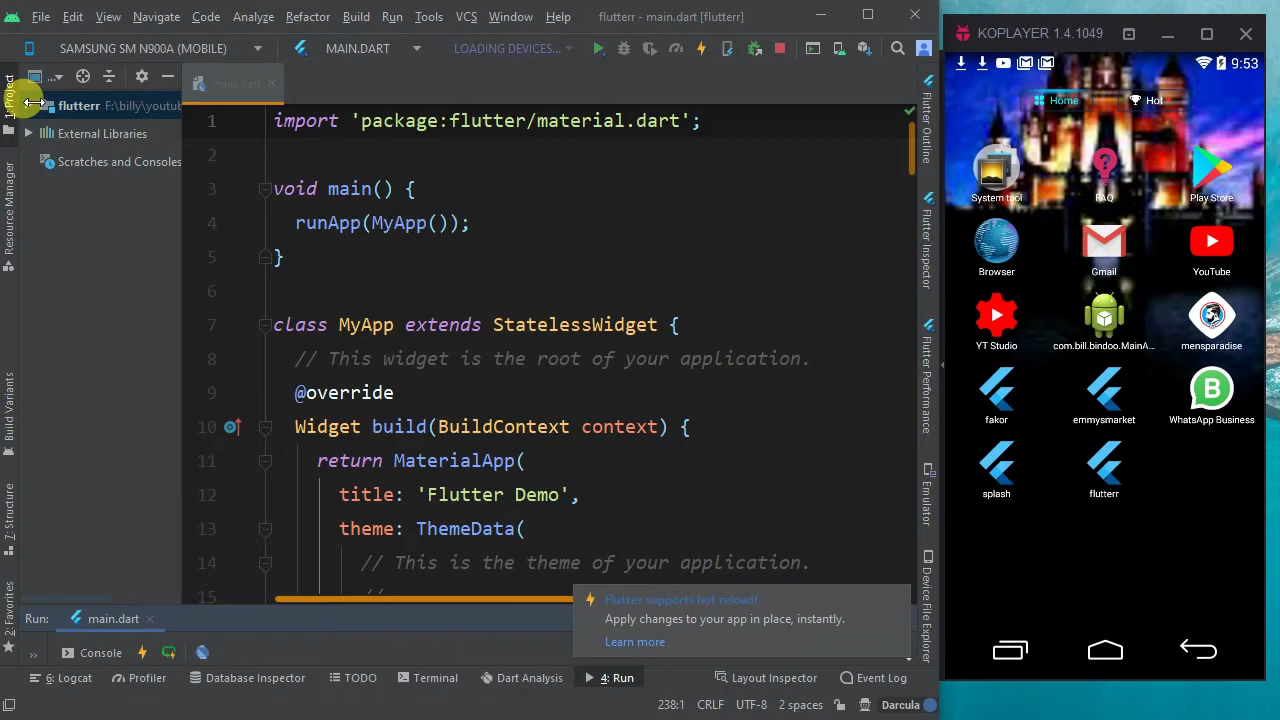 File Edit View Navigate Code Analyze Refactor Build Run Tools VCS Window Help flutterr - main.dart [flutterr]
SAMSUNG SM N900A (MOBILE) MAIN.DART LOADING DEVICES...
... main.dart
1: Project
Resource Manager
Build Variants
7: Structure
2: Favorites
flutterr F:\billy\youtub
External Libraries
Scratches and Consoles
1 import 'package:flutter/material.dart';
2
3 void main() {
4 runApp(MyApp());
5 }
6
7 class MyApp extends StatelessWidget {
8 // This widget is the root of your application.
9 @override
10 Widget build(BuildContext context) {
11 return MaterialApp(
12 title: 'Flutter Demo',
13 theme: ThemeData(
14 // This is the theme of your application.
15 //
Flutter Outline
Flutter Inspector
Flutter Performance
Emulator
Device File Explorer
Flutter supports hot reload!
Apply changes to your app in place, instantly.
Learn more
Run: main.dart
» Console
6: Logcat Profiler Database Inspector TODO Terminal Dart Analysis 4: Run Layout Inspector Event Log
238:1 CRLF UTF-8 2 spaces Darcula
KOPLAYER 1.4.1049
9:53
Home Hot
System tool FAQ Play Store
Browser Gmail YouTube
YT Studio com.bill.bindoo.MainA... mensparadise
fakor emmysmarket WhatsApp Business
splash flutterr